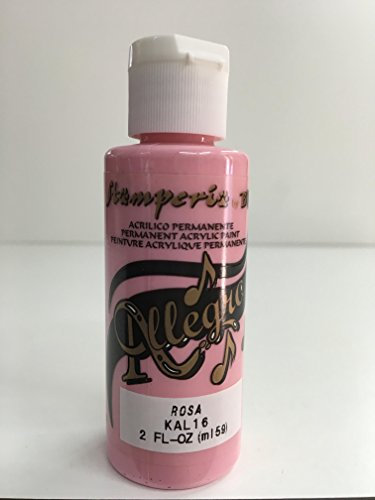 Stamperia
ACRILICO PERMANENTE
PERMANENT ACRYLIC PAINT
PEINTURE ACRYLIQUE PERMANENTE
Allegro
ROSA
KAL16
2 FL-OZ (ml59)